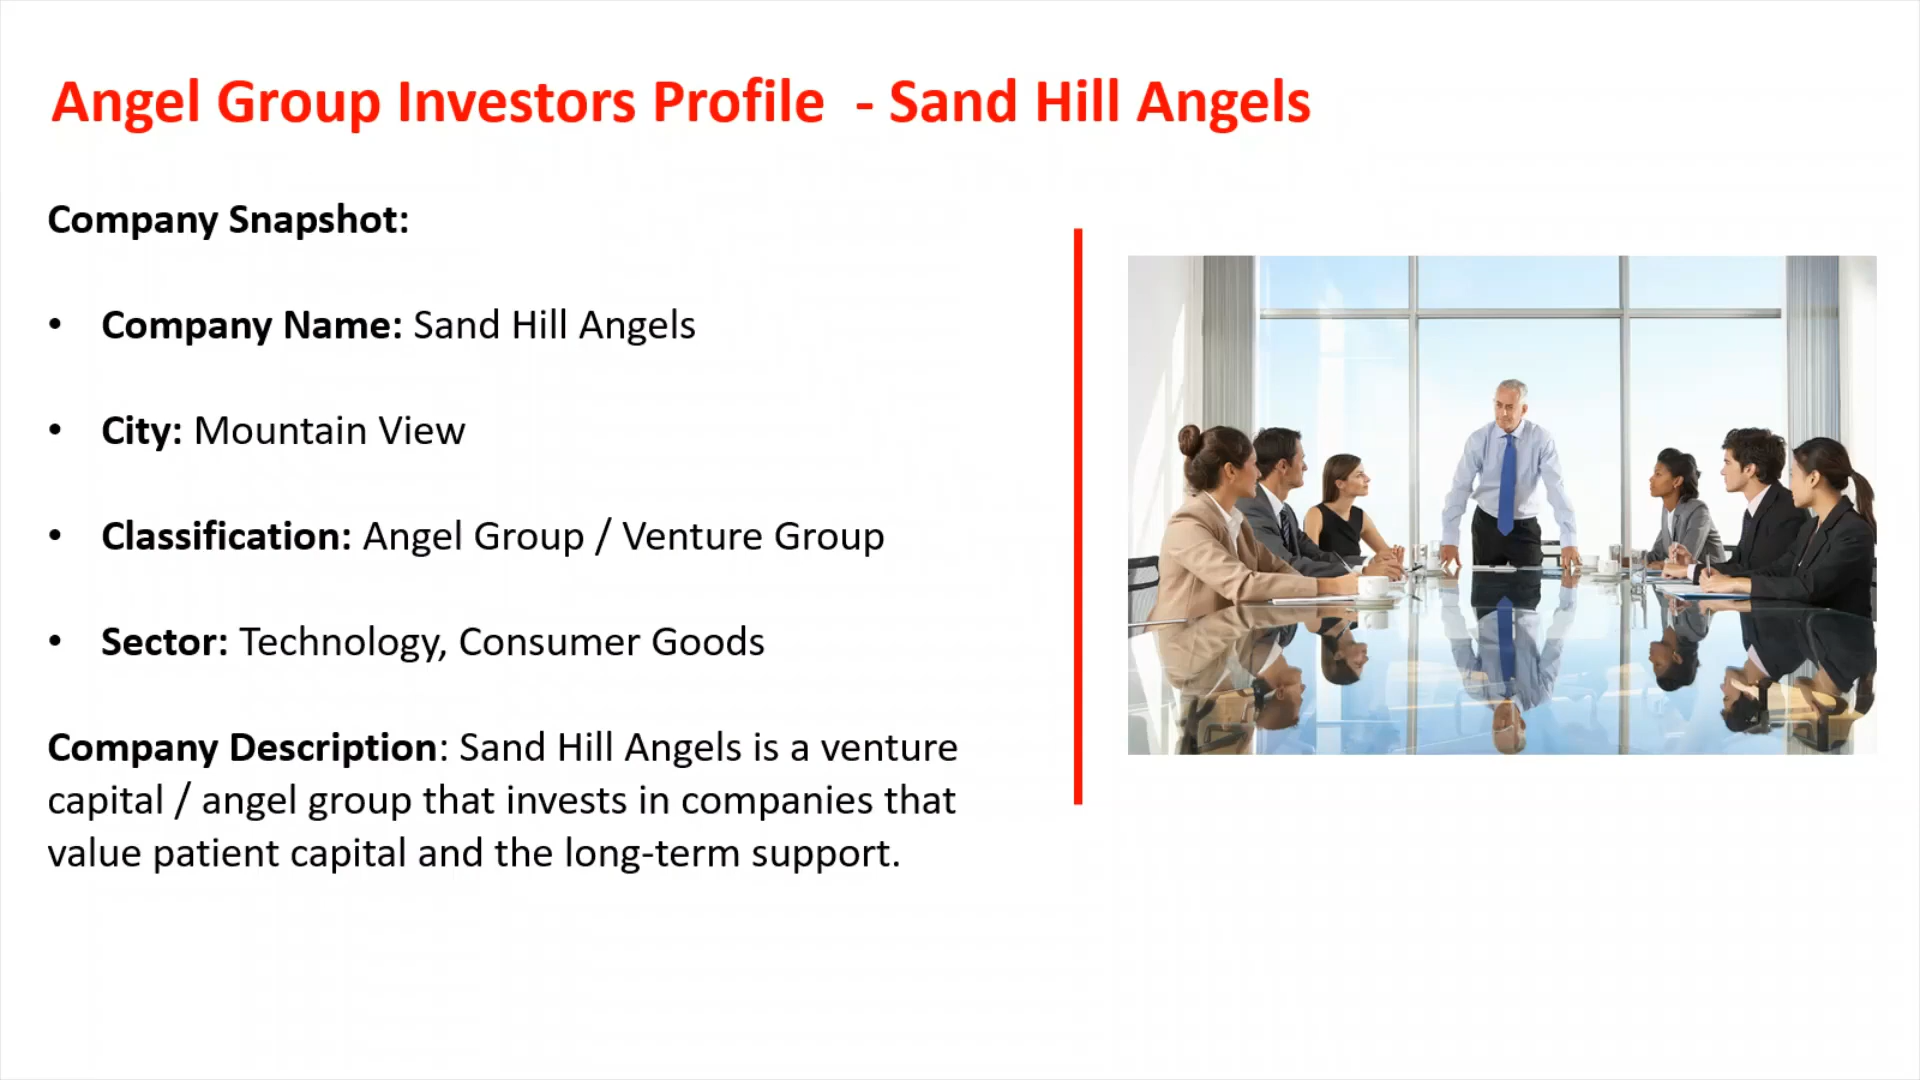 Angel Group Investors Profile  - Sand Hill Angels
Company Snapshot:
• Company Name: Sand Hill Angels
• City: Mountain View
• Classification: Angel Group / Venture Group
• Sector: Technology, Consumer Goods
Company Description: Sand Hill Angels is a venture
capital / angel group that invests in companies that
value patient capital and the long-term support.